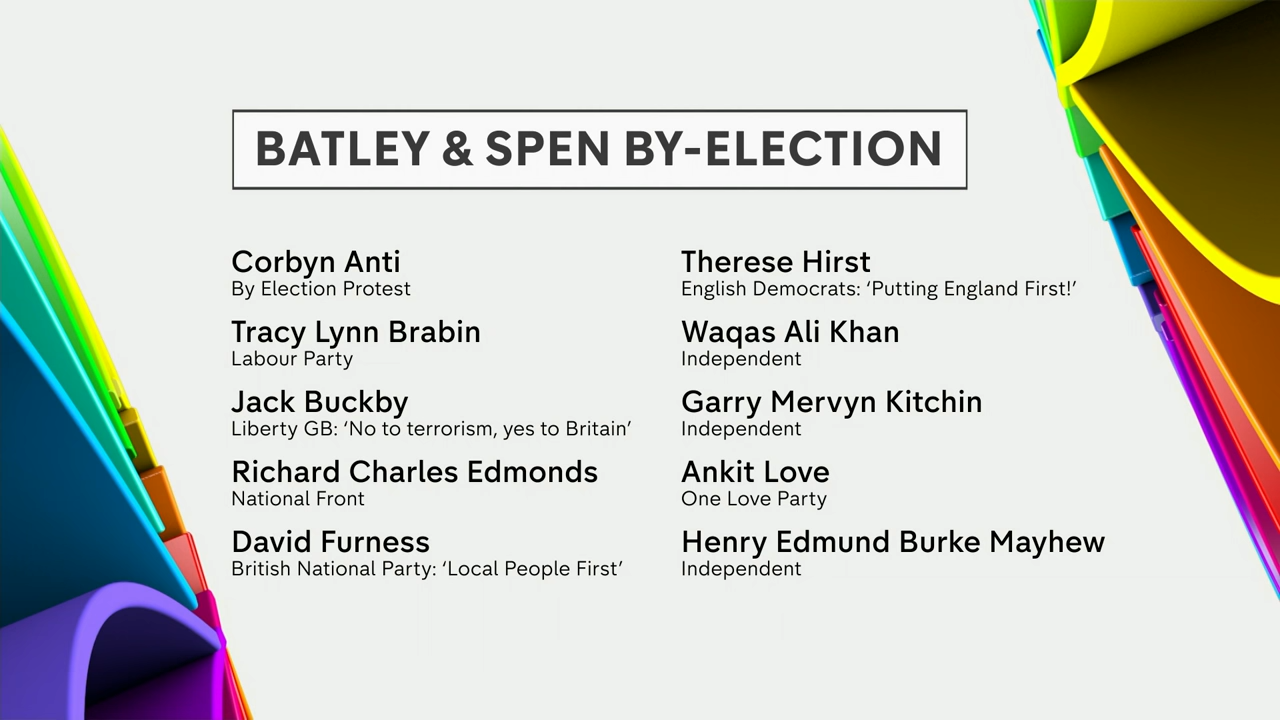 BATLEY & SPEN BY-ELECTION
Corbyn Anti
By Election Protest
Tracy Lynn Brabin
Labour Party
Jack Buckby
Liberty GB: ‘No to terrorism, yes to Britain’
Richard Charles Edmonds
National Front
David Furness
British National Party: ‘Local People First’
Therese Hirst
English Democrats: ‘Putting England First!’
Waqas Ali Khan
Independent
Garry Mervyn Kitchin
Independent
Ankit Love
One Love Party
Henry Edmund Burke Mayhew
Independent